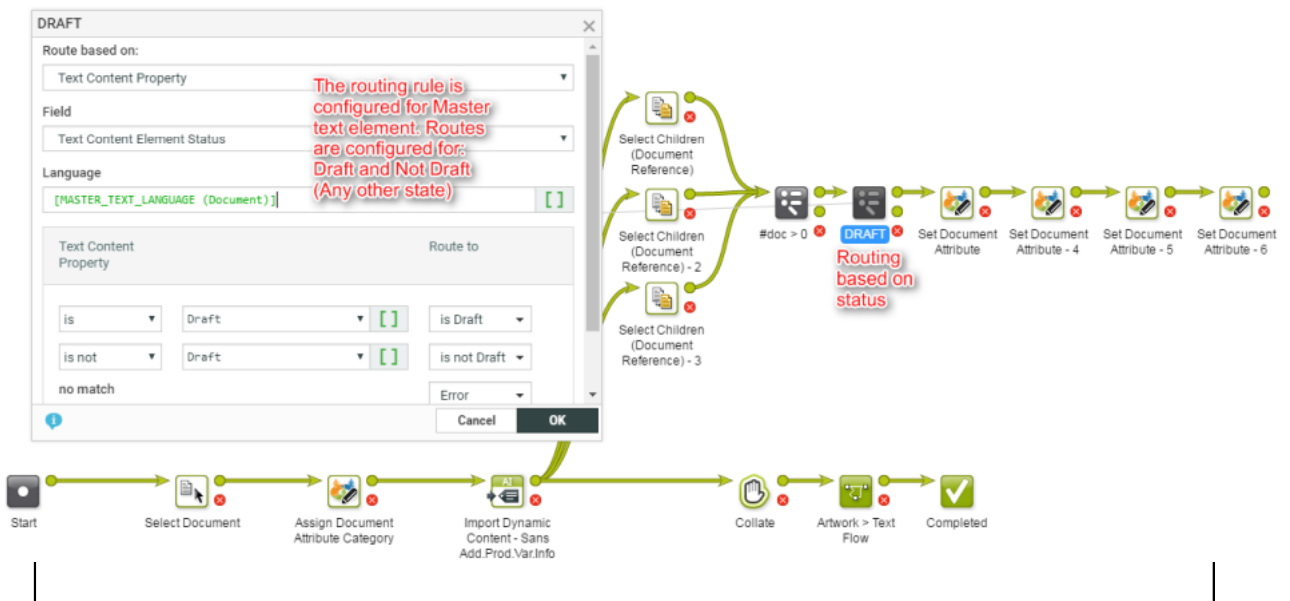 DRAFT
Route based on:
Text Content Property
Field
Text Content Element Status
Language
[MASTER_TEXT_LANGUAGE (Document)]
[ ]
The routing rule is
configured for Master
text element. Routes
are configured for:
Draft and Not Draft
(Any other state)
Text Content
Property
Route to
is
Draft
[ ]
is Draft
is not
Draft
[ ]
is not Draft
no match
Error
Cancel
OK
Select Children
(Document
Reference)
Select Children
(Document
Reference) - 2
Select Children
(Document
Reference) - 3
#doc > 0
DRAFT
Routing
based on
status
Set Document
Attribute
Set Document
Attribute - 4
Set Document
Attribute - 5
Set Document
Attribute - 6
Start
Select Document
Assign Document
Attribute Category
AI
Import Dynamic
Content - Sans
Add.Prod.Var.Info
Collate
Artwork > Text
Flow
Completed